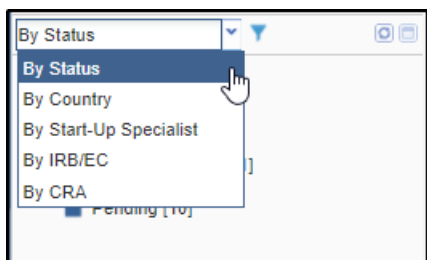 By Status
By Status
By Country
By Start-Up Specialist
By IRB/EC
By CRA
]
Pending [10]